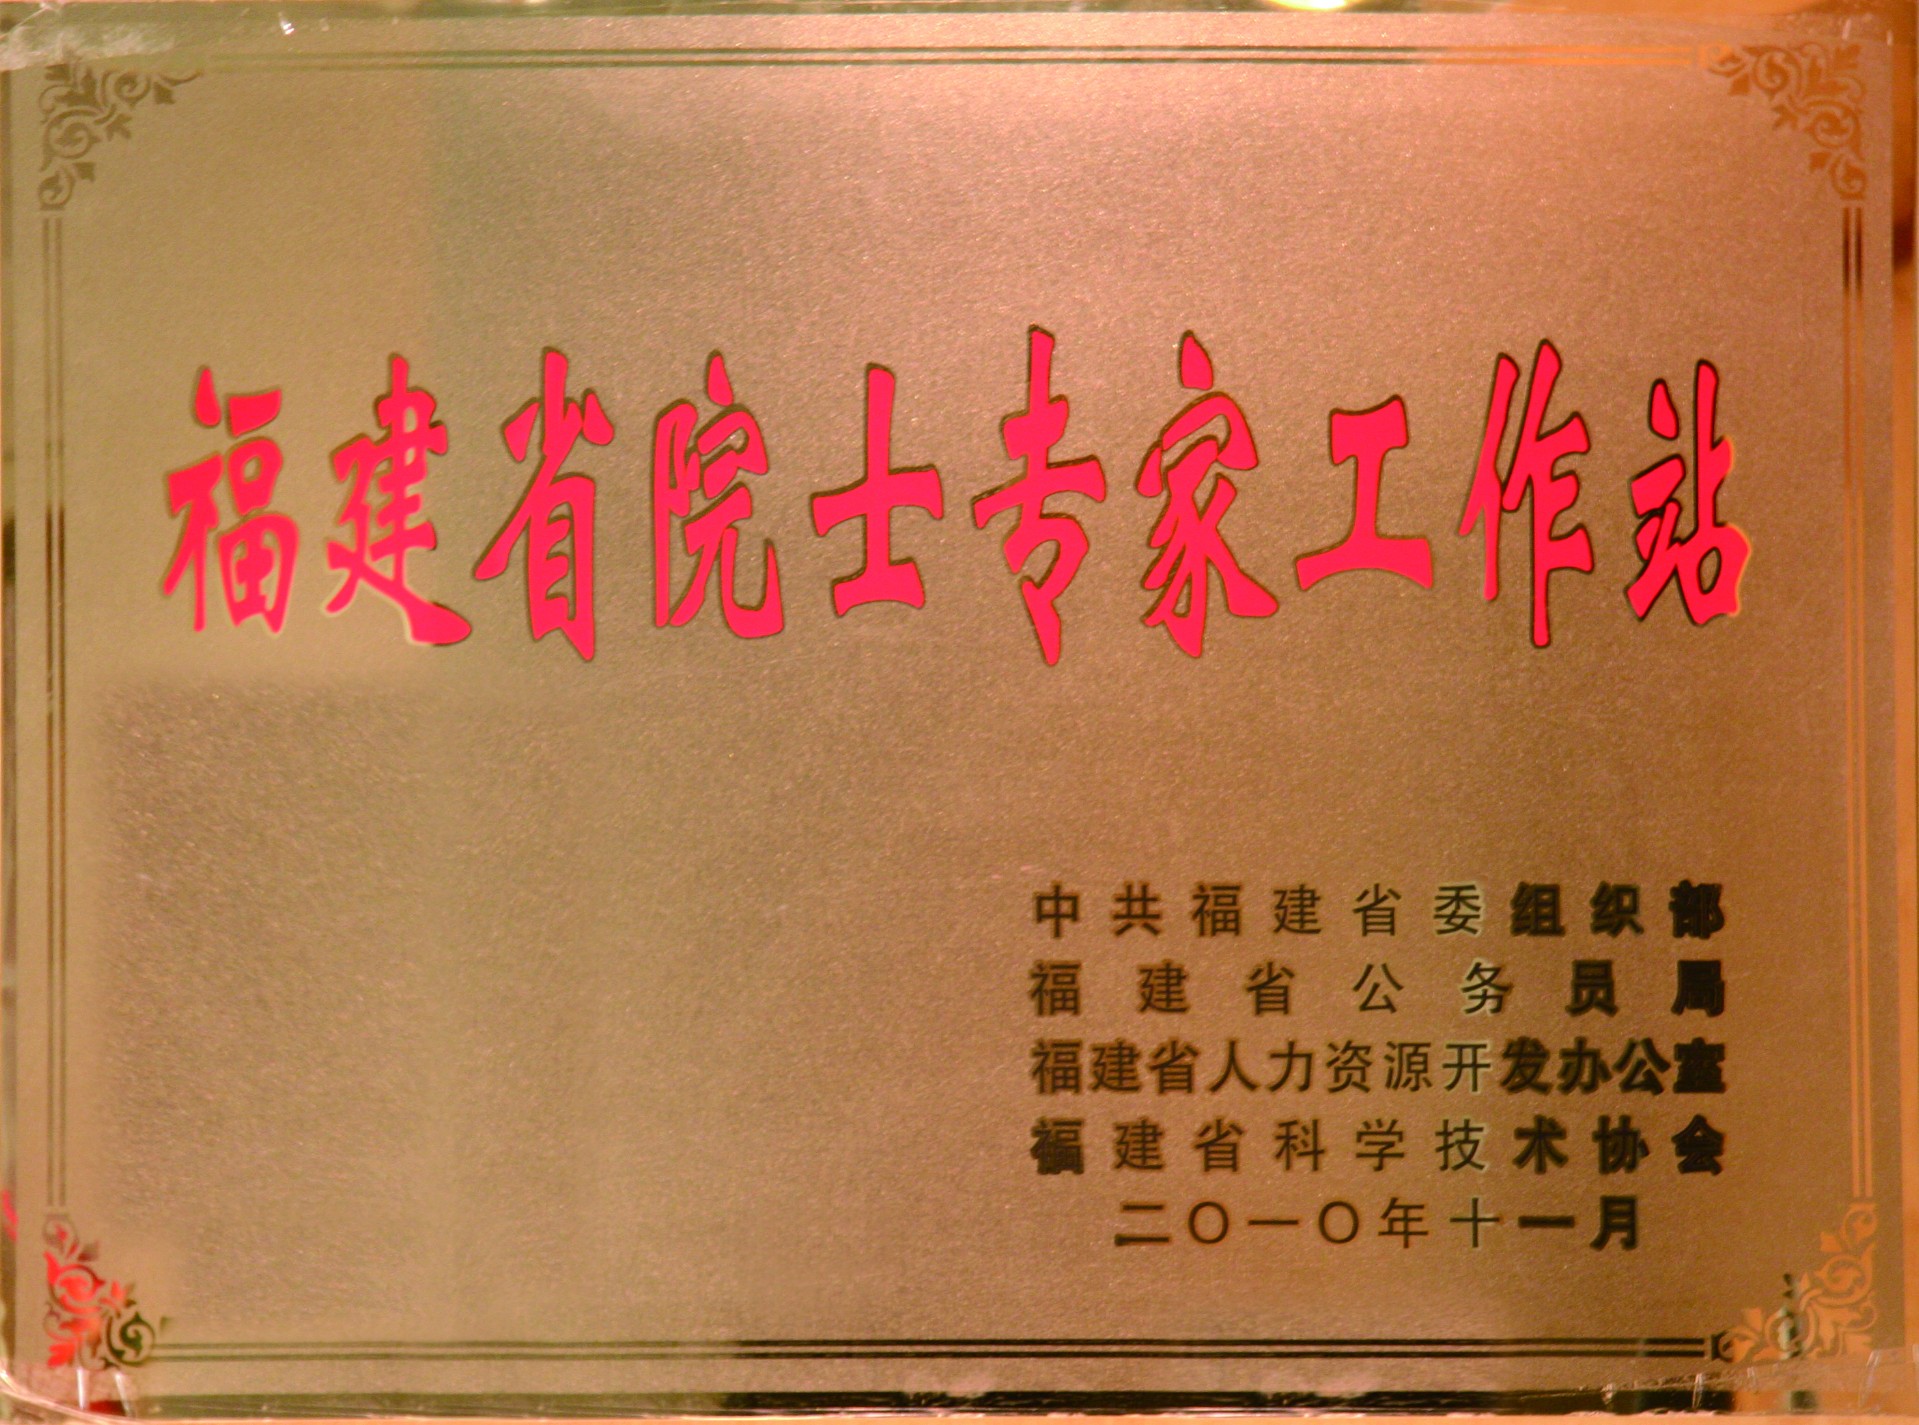 福建省院士专家工作站
中共福建省委组织部
福建省公务员局
福建省人力资源开发办公室
福建省科学技术协会
二〇一〇年十一月